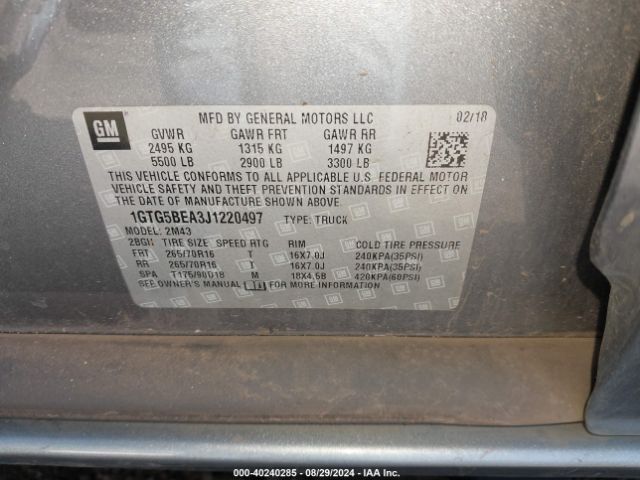 GM
MFD BY GENERAL MOTORS LLC 02/18
GVWR GAWR FRT GAWR RR
2495 KG 1315 KG 1497 KG
5500 LB 2900 LB 3300 LB
THIS VEHICLE CONFORMS TO ALL APPLICABLE U.S. FEDERAL MOTOR
VEHICLE SAFETY AND THEFT PREVENTION STANDARDS IN EFFECT ON
THE DATE OF MANUFACTURE SHOWN ABOVE.
1GTG5BEA3J1220497 TYPE: TRUCK
MODEL: 2M43
2BGH TIRE SIZE SPEED RTG RIM COLD TIRE PRESSURE
FRT 265/70R16 T 16X7.0J 240KPA(35PSI)
RR 265/70R16 T 16X7.0J 240KPA(35PSI)
SPA T175/90D18 M 18X4.5B 420KPA(60PSI)
SEE OWNER'S MANUAL FOR MORE INFORMATION
000-40240285 - 08/29/2024 - IAA Inc.